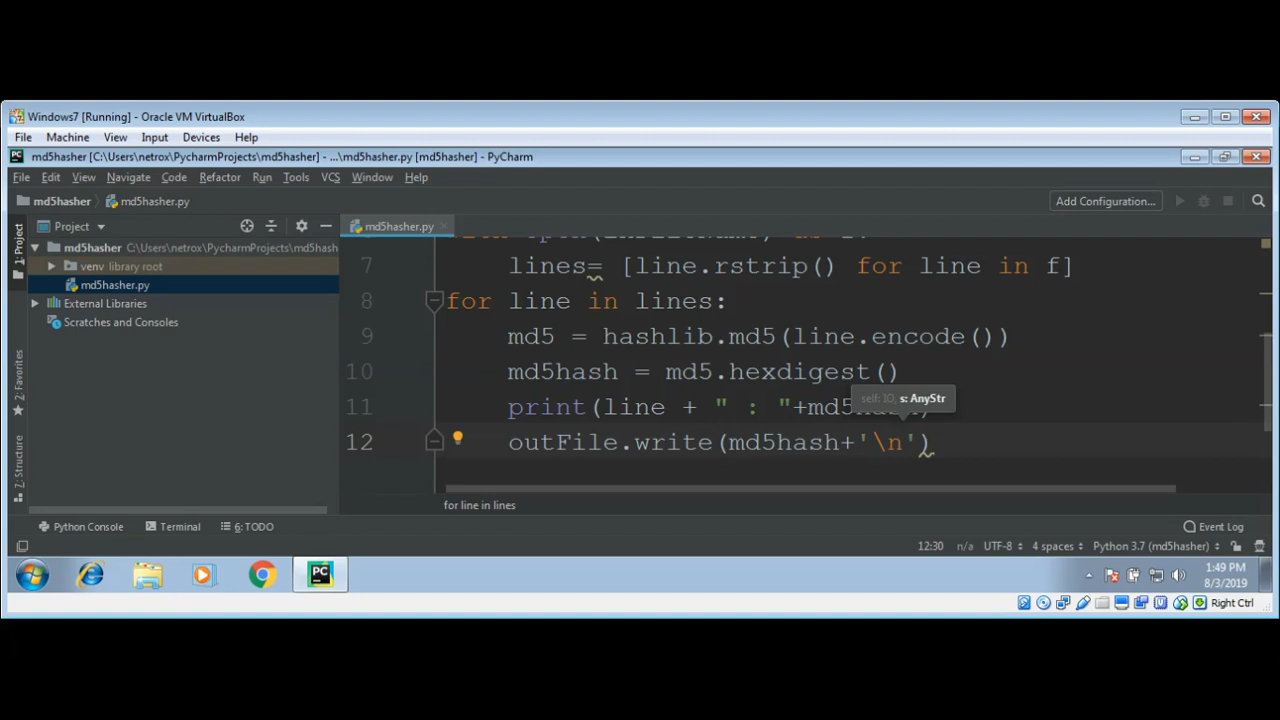 Windows7 [Running] - Oracle VM VirtualBox
File Machine View Input Devices Help
md5hasher [C:\Users\netrox\PycharmProjects\md5hasher] - ...\md5hasher.py [md5hasher] - PyCharm
File Edit View Navigate Code Refactor Run Tools VCS Window Help
md5hasher md5hasher.py Add Configuration...
Project md5hasher.py
md5hasher C:\Users\netrox\PycharmProjects\md5hash
venv library root
md5hasher.py
External Libraries
Scratches and Consoles
1: Project
2: Favorites
7: Structure
7 lines= [line.rstrip() for line in f]
8 for line in lines:
9 md5 = hashlib.md5(line.encode())
10 md5hash = md5.hexdigest()
self: IO, s: AnyStr
11 print(line + " : "+md5hash)
12 outFile.write(md5hash+'\n')
for line in lines
Python Console Terminal 6: TODO Event Log
12:30 n/a UTF-8 4 spaces Python 3.7 (md5hasher)
1:49 PM
8/3/2019
Right Ctrl